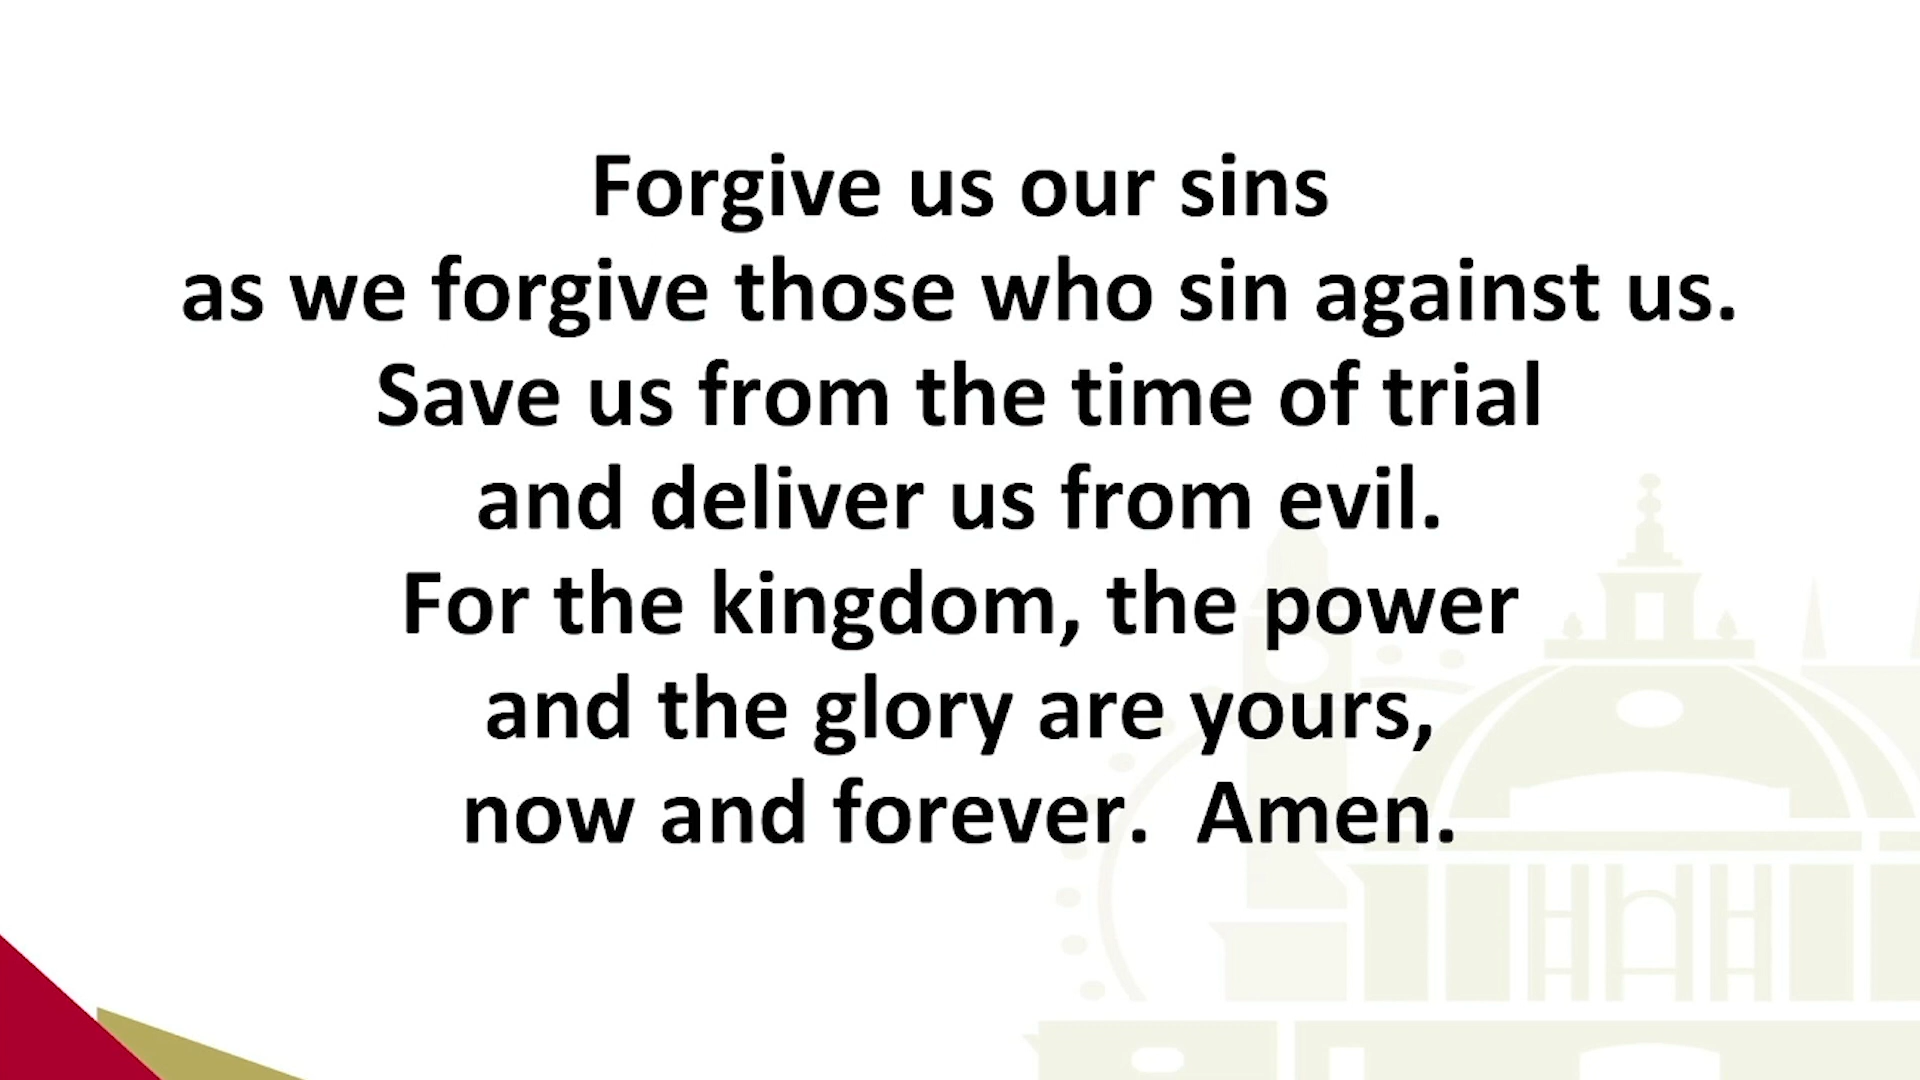 Forgive us our sins
as we forgive those who sin against us.
Save us from the time of trial
and deliver us from evil.
For the kingdom, the power
and the glory are yours,
now and forever.  Amen.